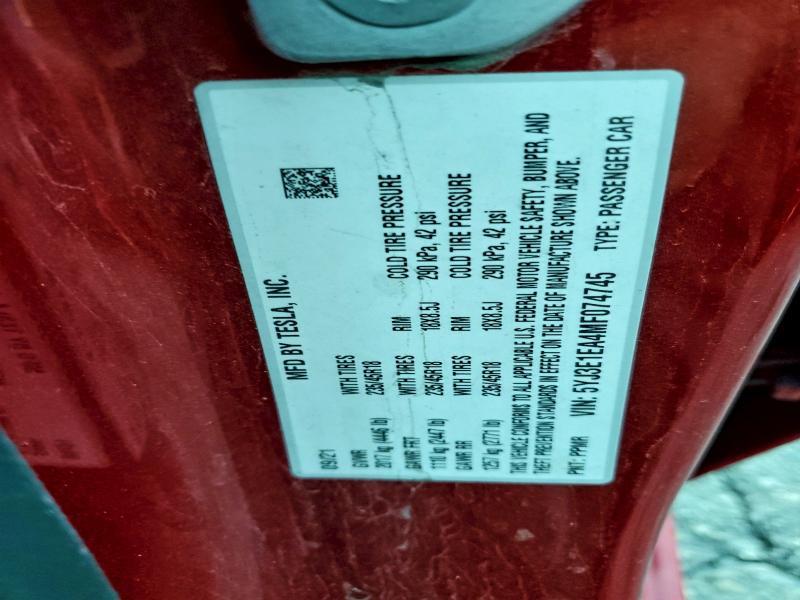 MFD BY TESLA, INC.
09/21
GVWR WITH TIRES RIM COLD TIRE PRESSURE
2017 kg (4446 lb) 235/45R18 18X8.5J 290 kPa, 42 psi
GAWR FRT WITH TIRES RIM COLD TIRE PRESSURE
1110 kg (2447 lb) 235/45R18 18X8.5J 290 kPa, 42 psi
GAWR RR WITH TIRES
1257 kg (2771 lb) 235/45R18
THIS VEHICLE CONFORMS TO ALL APPLICABLE U.S. FEDERAL MOTOR VEHICLE SAFETY, BUMPER, AND
THEFT PREVENTION STANDARDS IN EFFECT ON THE DATE OF MANUFACTURE SHOWN ABOVE.
PNT: PPMR VIN: 5YJ3E1EA4MF074745 TYPE: PASSENGER CAR